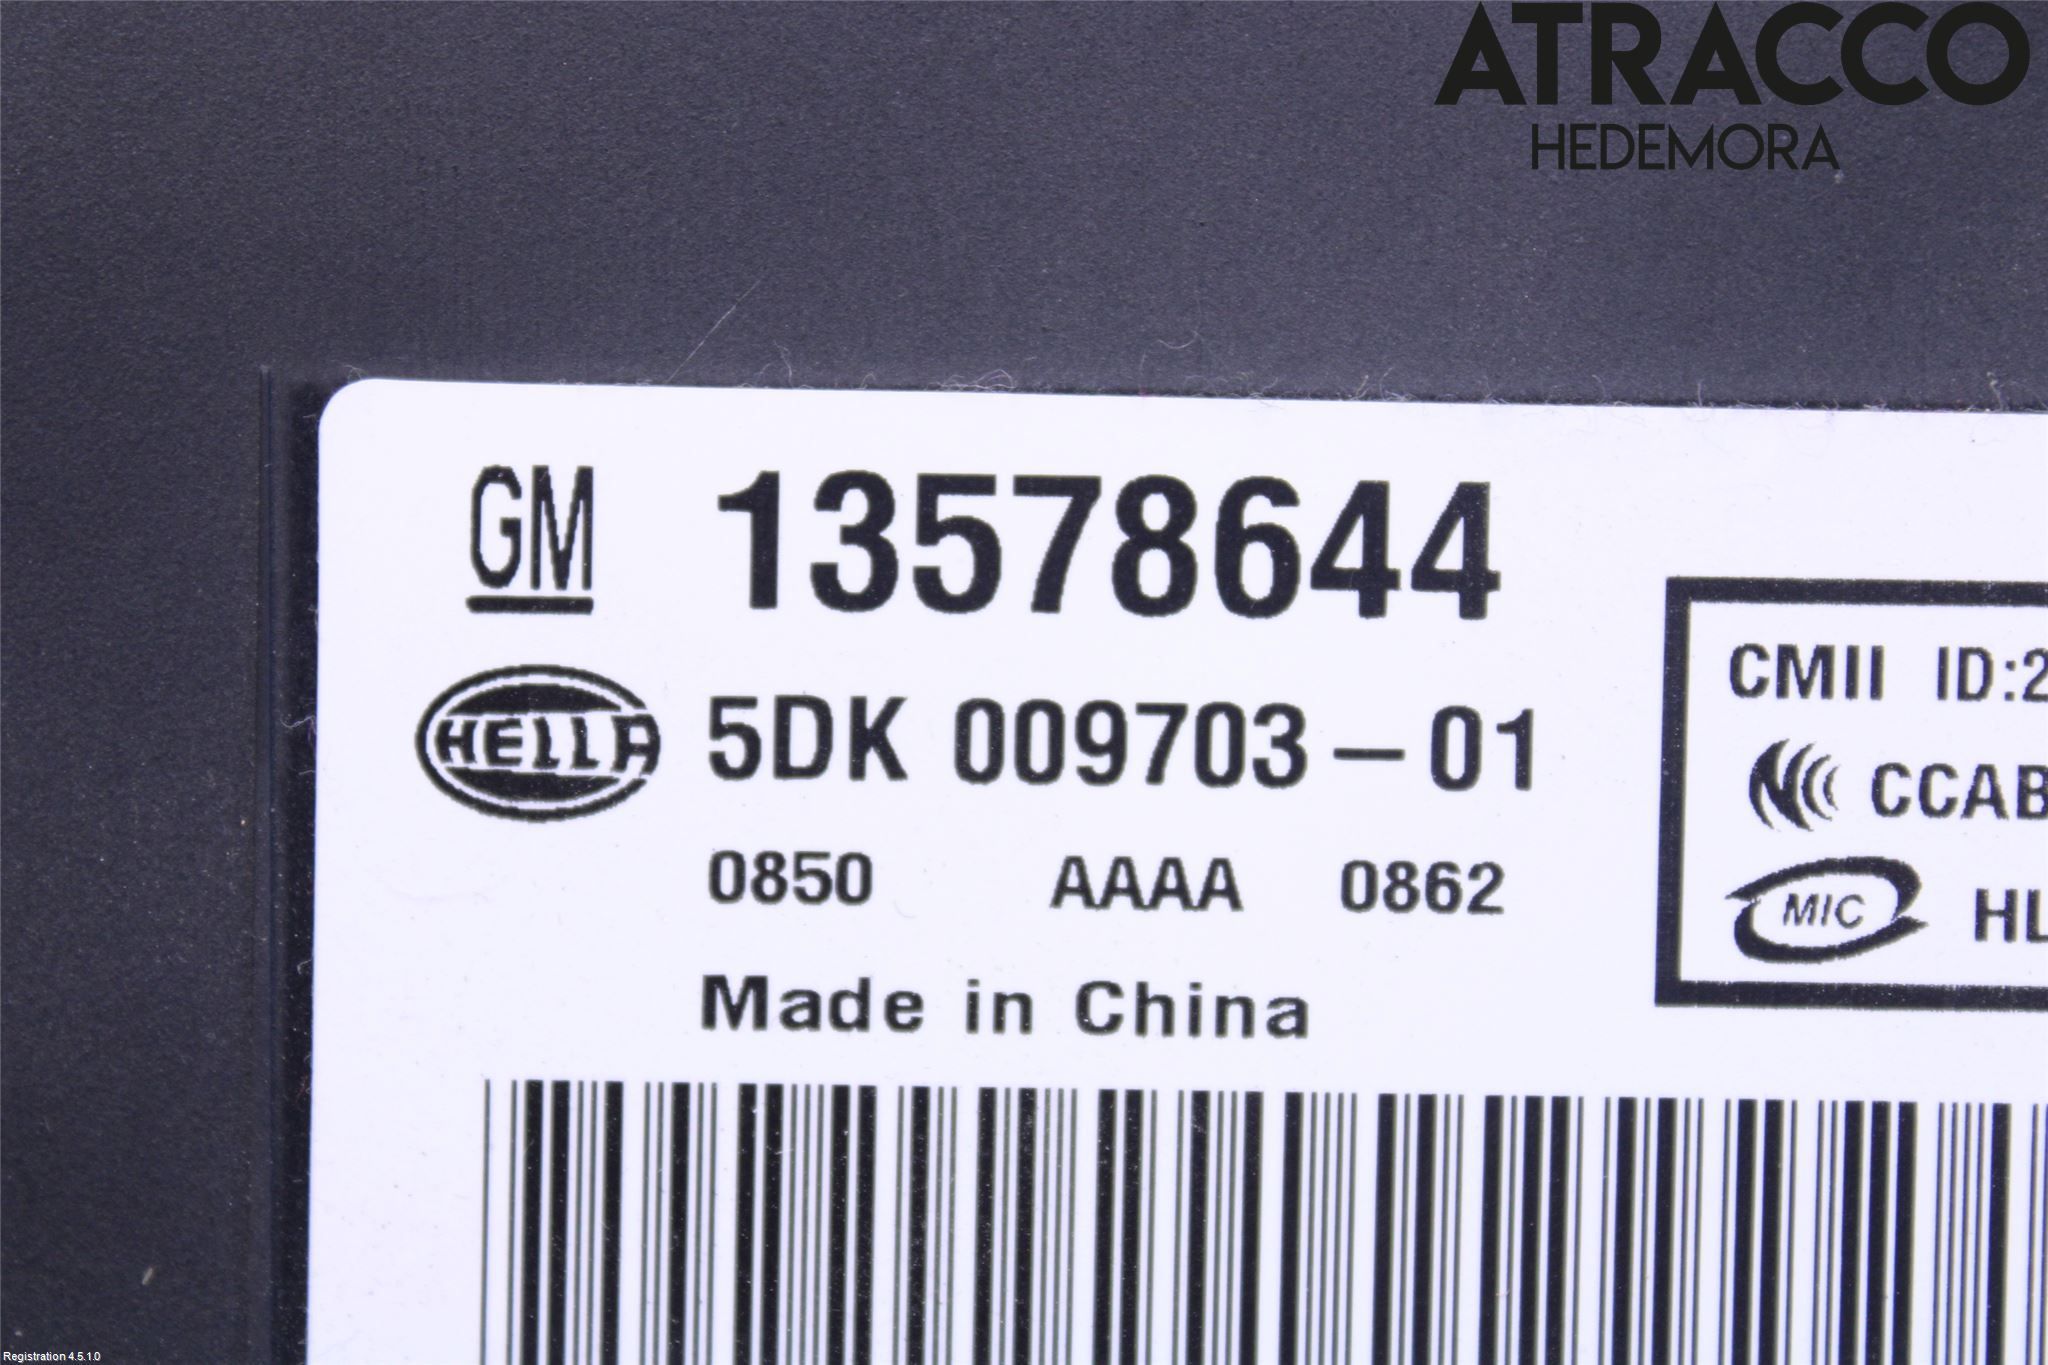 ATRACCO
HEDEMORA
GM 13578644
HELLA 5DK 009703-01
0850 AAAA 0862
Made in China
CMII ID:2
CCAB
MIC HL
Registration 4.5.1.0